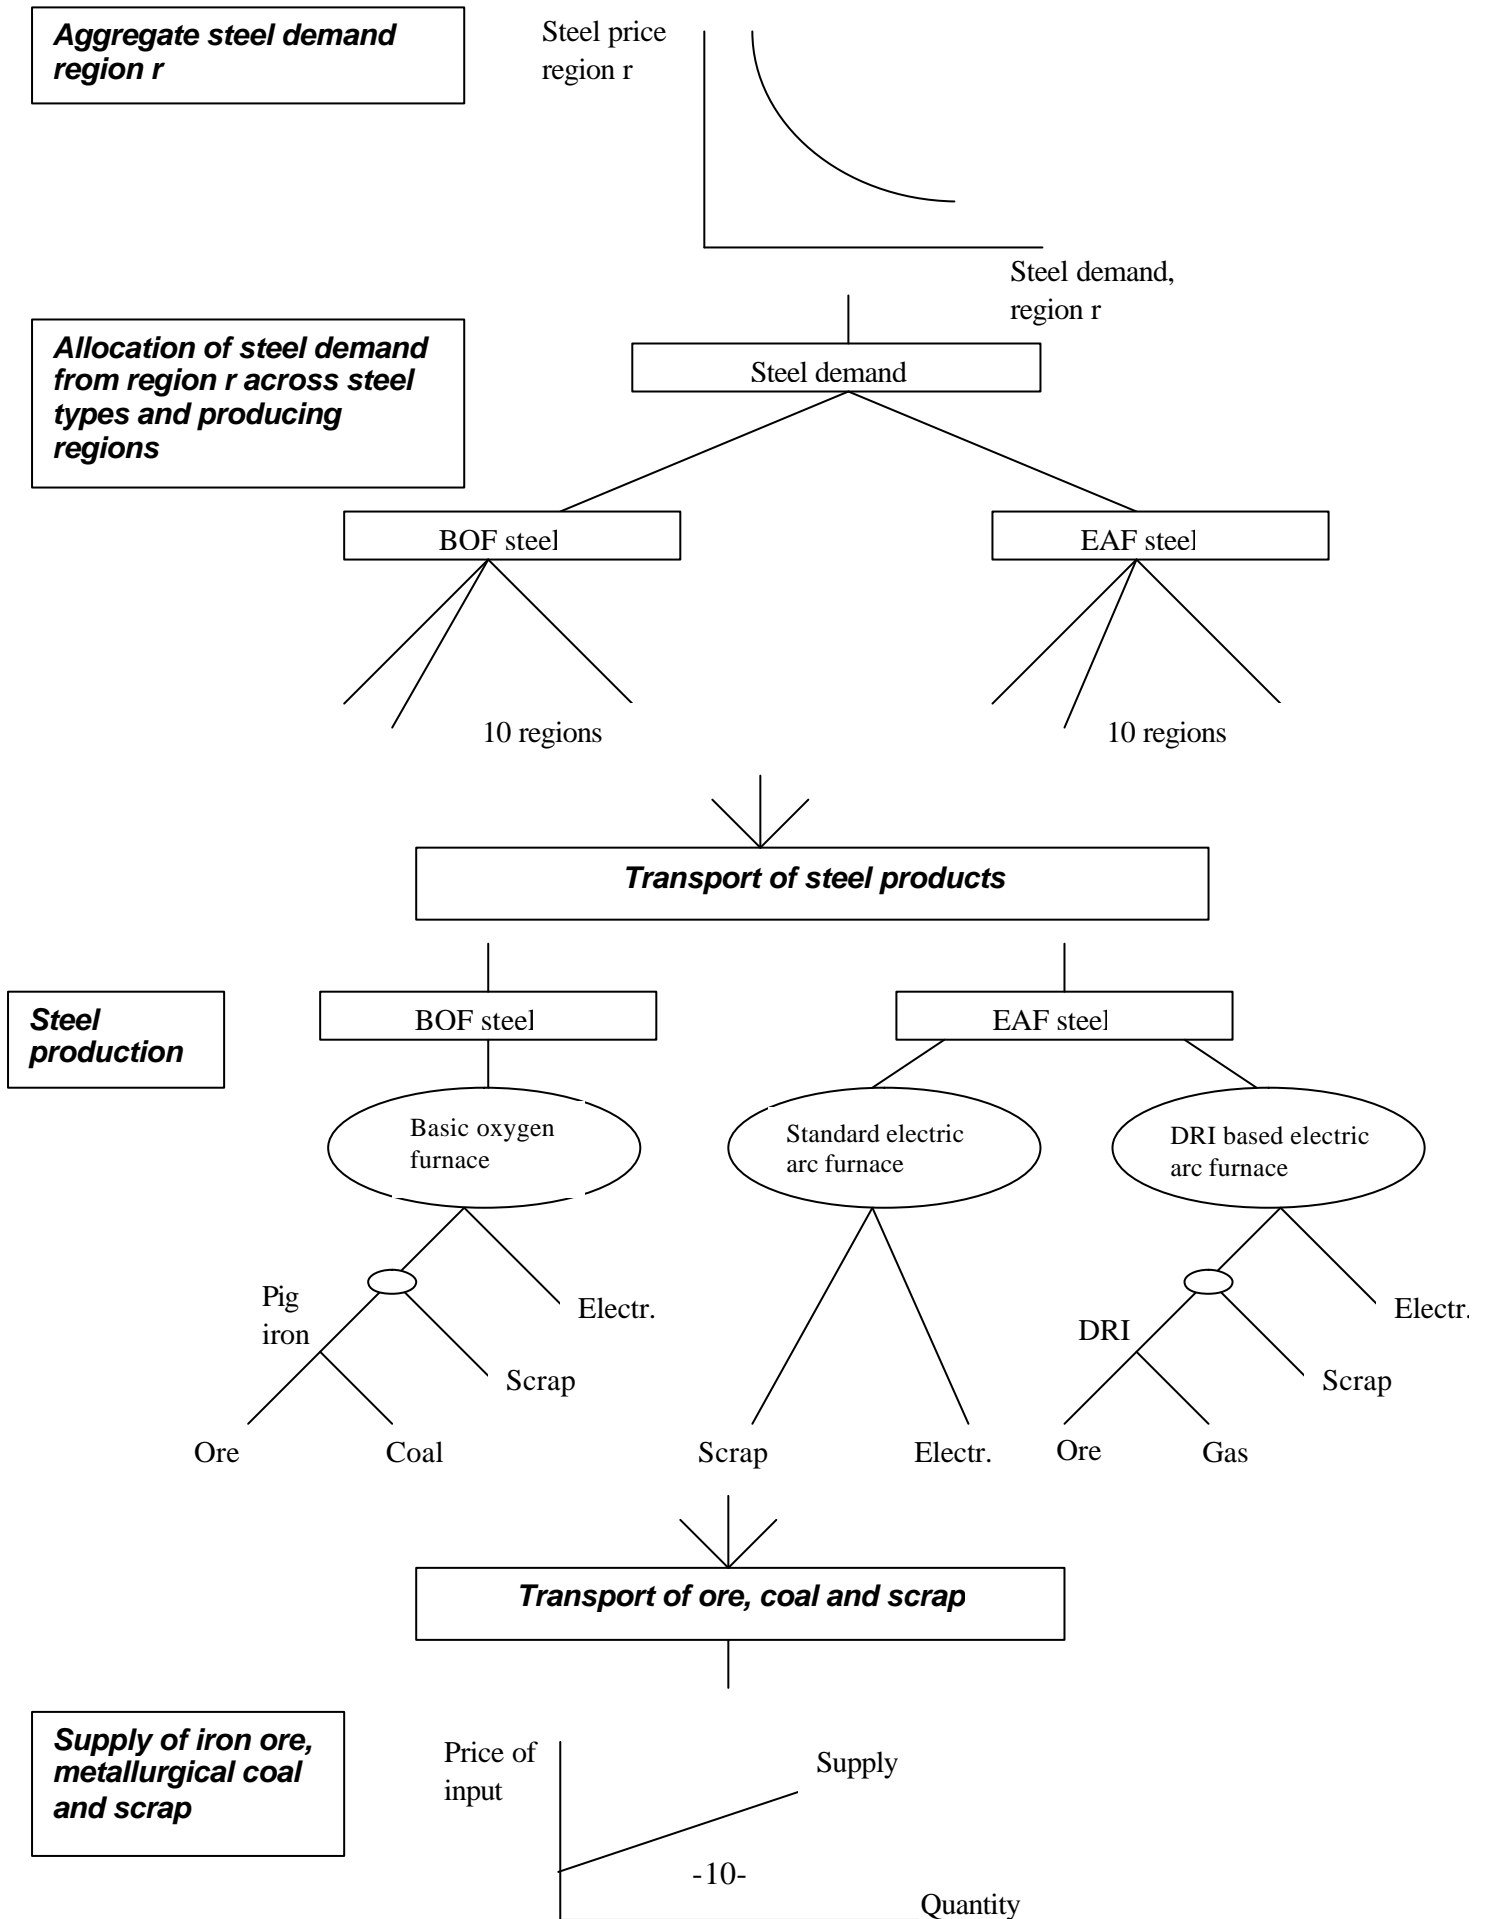 Aggregate steel demand
region r
Steel price
region r
Steel demand,
region r
Allocation of steel demand
from region r across steel
types and producing
regions
Steel demand
BOF steel
EAF steel
10 regions
10 regions
Transport of steel products
Steel
production
BOF steel
EAF steel
Basic oxygen
furnace
Standard electric
arc furnace
DRI based electric
arc furnace
Pig
iron
Electr.
Scrap
Ore
Coal
Scrap
Electr.
DRI
Electr.
Scrap
Ore
Gas
Transport of ore, coal and scrap
Supply of iron ore,
metallurgical coal
and scrap
Price of
input
Supply
-10-
Quantity